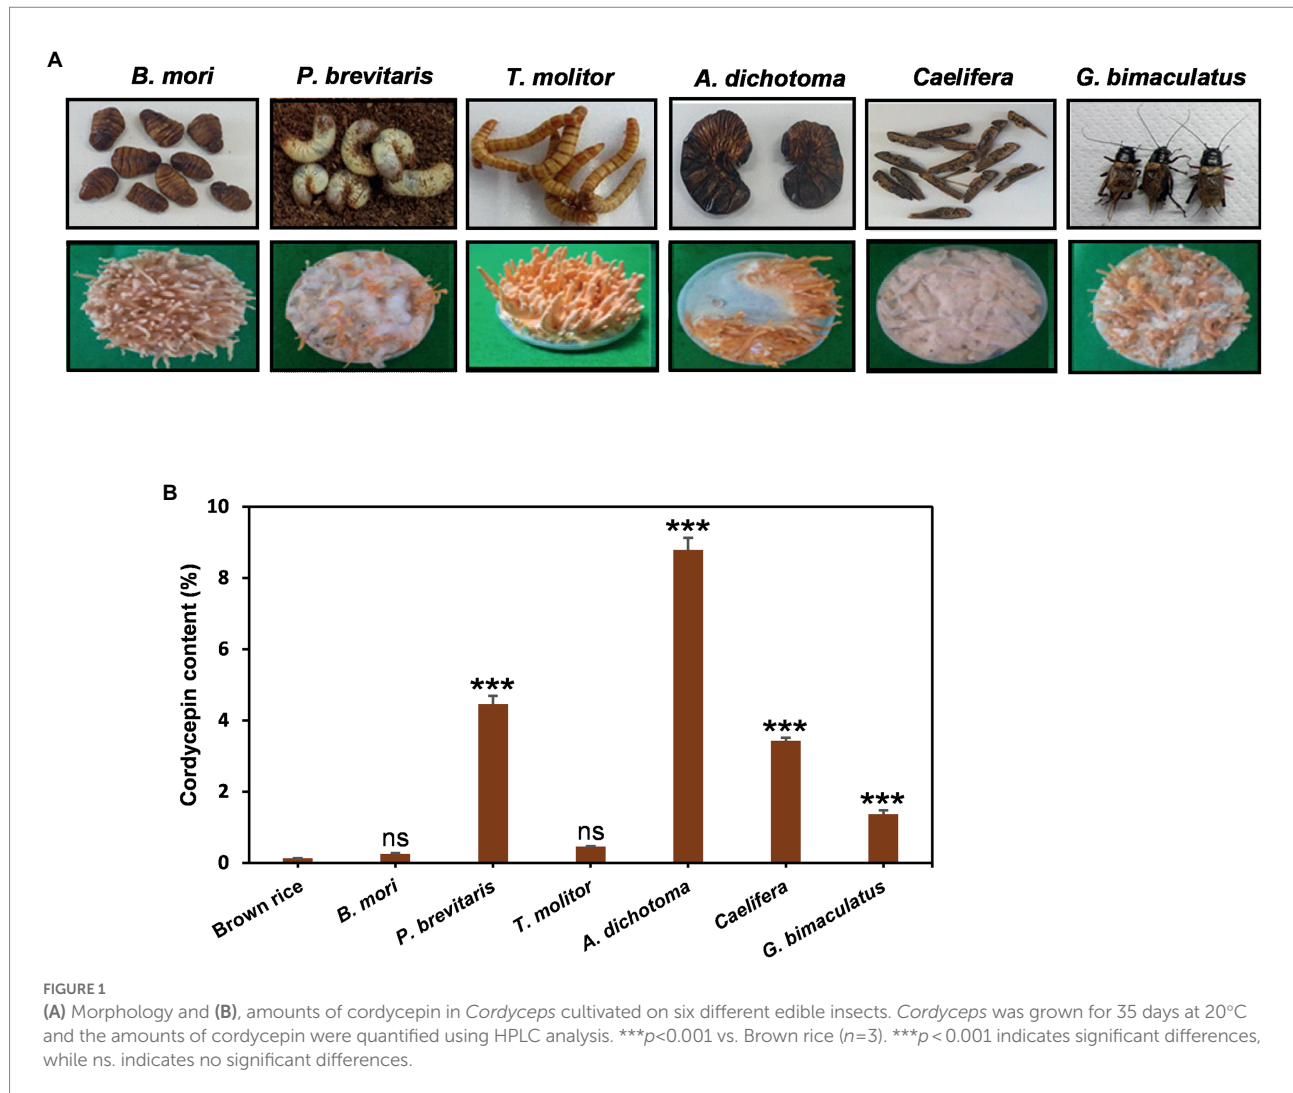 A
B. mori P. brevitaris T. molitor A. dichotoma Caelifera G. bimaculatus
B
Cordycepin content (%)
10
8
6
4
2
0
ns
***
ns
***
***
***
Brown rice
B. mori
P. brevitaris
T. molitor
A. dichotoma
Caelifera
G. bimaculatus
FIGURE 1
(A) Morphology and (B), amounts of cordycepin in Cordyceps cultivated on six different edible insects. Cordyceps was grown for 35 days at 20°C
and the amounts of cordycepin were quantified using HPLC analysis. ***p<0.001 vs. Brown rice (n=3). ***p < 0.001 indicates significant differences,
while ns. indicates no significant differences.